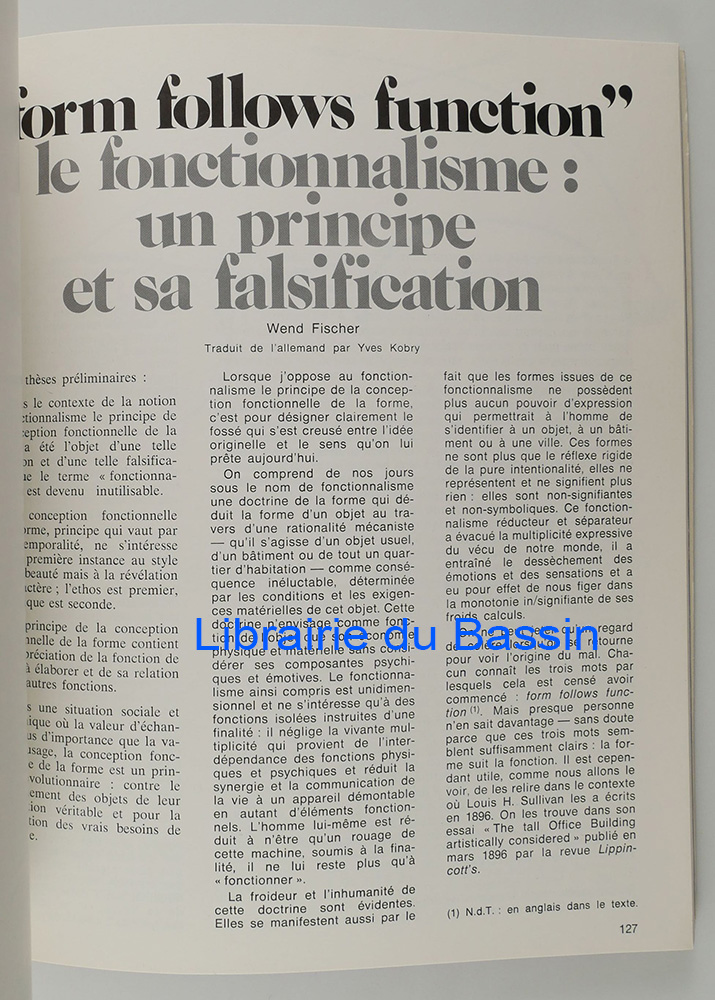 form follows function”
le fonctionnalisme :
un principe
et sa falsification
Wend Fischer
Traduit de l'allemand par Yves Kobry
thèses préliminaires :
le contexte de la notion
le principe de
fonctionnelle de la
a été l'objet d'une telle
et d'une telle falsifica-
le terme « fonctionna-
est devenu inutilisable.
conception fonctionnelle
principe qui vaut par
ne s'intéresse
première instance au style
beauté mais à la révélation
l'ethos est premier,
que est seconde.
principe de la conception
de la forme contient
de la fonction de
à élaborer et de sa relation
autres fonctions.
une situation sociale et
où la valeur d'échan-
d'importance que la va-
la conception fonc-
de la forme est un prin-
contre le
des objets de leur
véritable et pour la
des vrais besoins de
Lorsque j'oppose au fonction-
nalisme le principe de la concep-
tion fonctionnelle de la forme,
c'est pour désigner clairement le
fossé qui s'est creusé entre l'idée
originelle et le sens qu'on lui
prête aujourd'hui.
On comprend de nos jours
sous le nom de fonctionnalisme
une doctrine de la forme qui dé-
duit la forme d'un objet au tra-
vers d'une rationalité mécaniste
— qu'il s'agisse d'un objet usuel,
d'un bâtiment ou de tout un quar-
tier d'habitation — comme consé-
quence inéluctable, déterminée
par les conditions et les exigen-
ces matérielles de cet objet. Cette
doctrine n'envisage comme fonc-
tion de l'objet que
physique et matérielle sans consi-
dérer ses composantes psychi-
ques et émotives. Le fonctionna-
lisme ainsi compris est unidimen-
sionnel et ne s'intéresse qu'à des
fonctions isolées instruites d'une
finalité : il néglige la vivante mul-
tiplicité qui provient de l'inter-
dépendance des fonctions physi-
ques et psychiques et réduit la
synergie et la communication de
la vie à un appareil démontable
en autant d'éléments fonction-
nels. L'homme lui-même est ré-
duit à n'être qu'un rouage de
cette machine, soumis à la fina-
lité, il ne lui reste plus qu'à
« fonctionner ».
La froideur et l'inhumanité de
cette doctrine sont évidentes.
Elles se manifestent aussi par le
fait que les formes issues de ce
fonctionnalisme ne possèdent
plus aucun pouvoir d'expression
qui permettrait à l'homme de
s'identifier à un objet, à un bâti-
ment ou à une ville. Ces formes
ne sont plus que le réflexe rigide
de la pure intentionalité, elles ne
représentent et ne signifient plus
rien : elles sont non-signifiantes
et non-symboliques. Ce fonction-
nalisme réducteur et séparateur
a évacué la multiplicité expressive
du vécu de notre monde, il a
entraîné le dessèchement des
émotions et des sensations et a
eu pour effet de nous figer dans
la monotonie in/signifiante de ses
froids calculs.
regard
de colère lorsqu'on se retourne
pour voir l'origine du mal. Cha-
cun connaît les trois mots par
lesquels cela est censé avoir
commencé : form follows func-
tion (1). Mais presque personne
n'en sait davantage — sans doute
parce que ces trois mots sem-
blent suffisamment clairs : la for-
me suit la fonction. Il est cepen-
dant utile, comme nous allons le
voir, de les relire dans le contexte
où Louis H. Sullivan les a écrits
en 1896. On les trouve dans son
essai « The tall Office Building
artistically considered » publié en
mars 1896 par la revue Lippin-
cott's.
(1) N.d.T. : en anglais dans le texte.
127
Librairie du Bassin